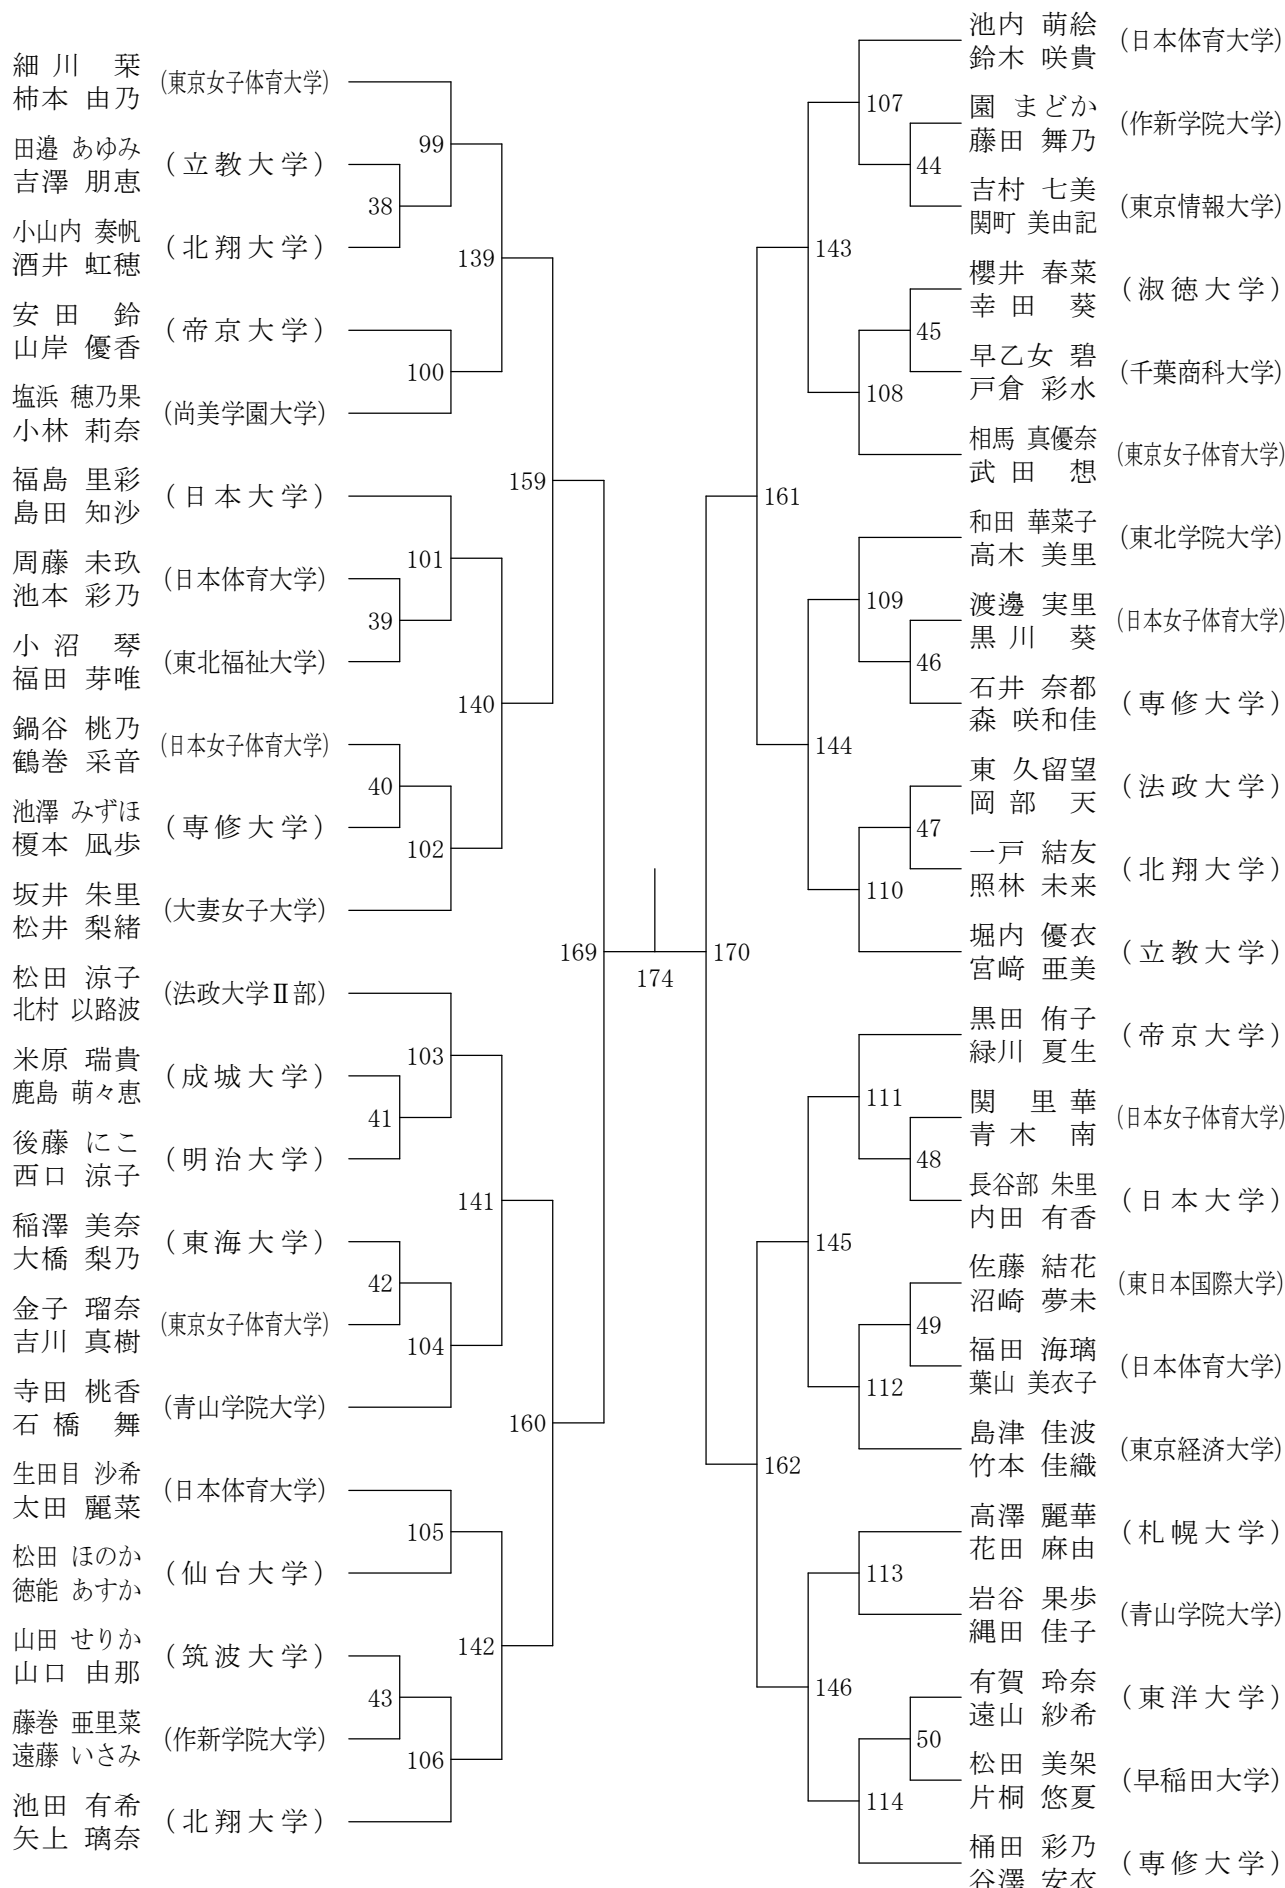 細川 栞
柿本 由乃
(東京女子体育大学)
田邉 あゆみ
吉澤 朋恵
(立教大学)
小山内 奏帆
酒井 虹穂
(北翔大学)
安田 鈴
山岸 優香
(帝京大学)
塩浜 穂乃果
小林 莉奈
(尚美学園大学)
福島 里彩
島田 知沙
(日本大学)
周藤 未玖
池本 彩乃
(日本体育大学)
小沼 琴
福田 芽唯
(東北福祉大学)
鍋谷 桃乃
鶴巻 采音
(日本女子体育大学)
池澤 みずほ
榎本 凪歩
(専修大学)
坂井 朱里
松井 梨緒
(大妻女子大学)
松田 涼子
北村 以路波
(法政大学Ⅱ部)
米原 瑞貴
鹿島 萌々恵
(成城大学)
後藤 にこ
西口 涼子
(明治大学)
稲澤 美奈
大橋 梨乃
(東海大学)
金子 瑠奈
吉川 真樹
(東京女子体育大学)
寺田 桃香
石橋 舞
(青山学院大学)
生田目 沙希
太田 麗菜
(日本体育大学)
松田 ほのか
徳能 あすか
(仙台大学)
山田 せりか
山口 由那
(筑波大学)
藤巻 亜里菜
遠藤 いさみ
(作新学院大学)
池田 有希
矢上 璃奈
(北翔大学)
38
39
40
41
42
43
99
100
101
102
103
104
105
106
139
140
141
142
159
160
169
174
170
161
162
143
144
145
146
107
108
109
110
111
112
113
114
44
45
46
47
48
49
50
池内 萌絵
鈴木 咲貴
(日本体育大学)
園 まどか
藤田 舞乃
(作新学院大学)
吉村 七美
関町 美由記
(東京情報大学)
櫻井 春菜
幸田 葵
(淑徳大学)
早乙女 碧
戸倉 彩水
(千葉商科大学)
相馬 真優奈
武田 想
(東京女子体育大学)
和田 華菜子
高木 美里
(東北学院大学)
渡邊 実里
黒川 葵
(日本女子体育大学)
石井 奈都
森 咲和佳
(専修大学)
東 久留望
岡部 天
(法政大学)
一戸 結友
照林 未来
(北翔大学)
堀内 優衣
宮﨑 亜美
(立教大学)
黒田 侑子
緑川 夏生
(帝京大学)
関 里華
青木 南
(日本女子体育大学)
長谷部 朱里
内田 有香
(日本大学)
佐藤 結花
沼崎 夢未
(東日本国際大学)
福田 海璃
葉山 美衣子
(日本体育大学)
島津 佳波
竹本 佳織
(東京経済大学)
高澤 麗華
花田 麻由
(札幌大学)
岩谷 果歩
縄田 佳子
(青山学院大学)
有賀 玲奈
遠山 紗希
(東洋大学)
松田 美架
片桐 悠夏
(早稲田大学)
桶田 彩乃
谷澤 安衣
(専修大学)